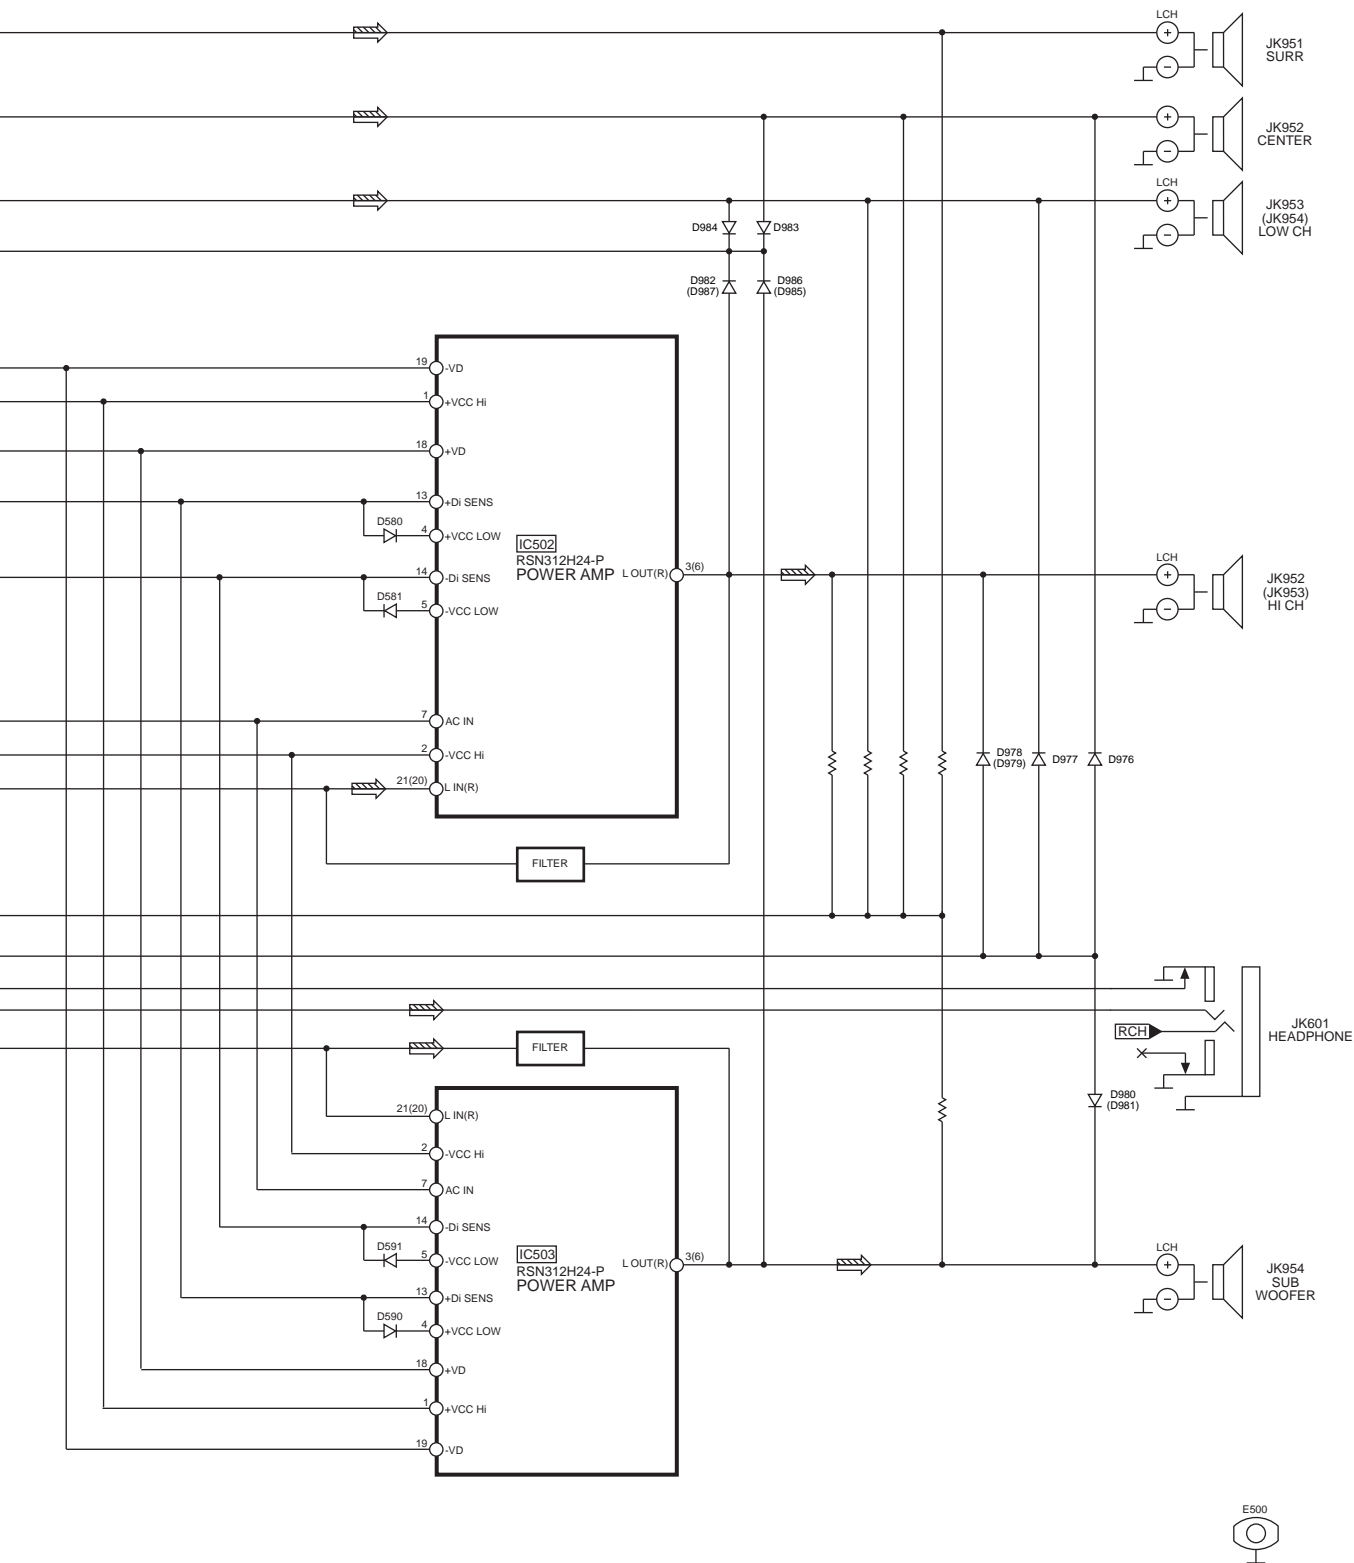 LCH
JK951
SURR
JK952
CENTER
LCH
JK953
(JK954)
LOW CH
D984
D983
D982
(D987)
D986
(D985)
19
-VD
1
+VCC Hi
18
+VD
13
+Di SENS
D580
4
+VCC LOW
14
-Di SENS
D581
5
-VCC LOW
IC502
RSN312H24-P
POWER AMP
L OUT(R)
3(6)
LCH
JK952
(JK953)
HI CH
7
AC IN
2
-VCC Hi
21(20)
L IN(R)
D978
(D979)
D977
D976
FILTER
RCH
JK601
HEADPHONE
FILTER
D980
(D981)
21(20)
L IN(R)
2
-VCC Hi
7
AC IN
14
-Di SENS
D591
5
-VCC LOW
13
+Di SENS
D590
4
+VCC LOW
IC503
RSN312H24-P
POWER AMP
L OUT(R)
3(6)
LCH
JK954
SUB
WOOFER
18
+VD
1
+VCC Hi
19
-VD
E500